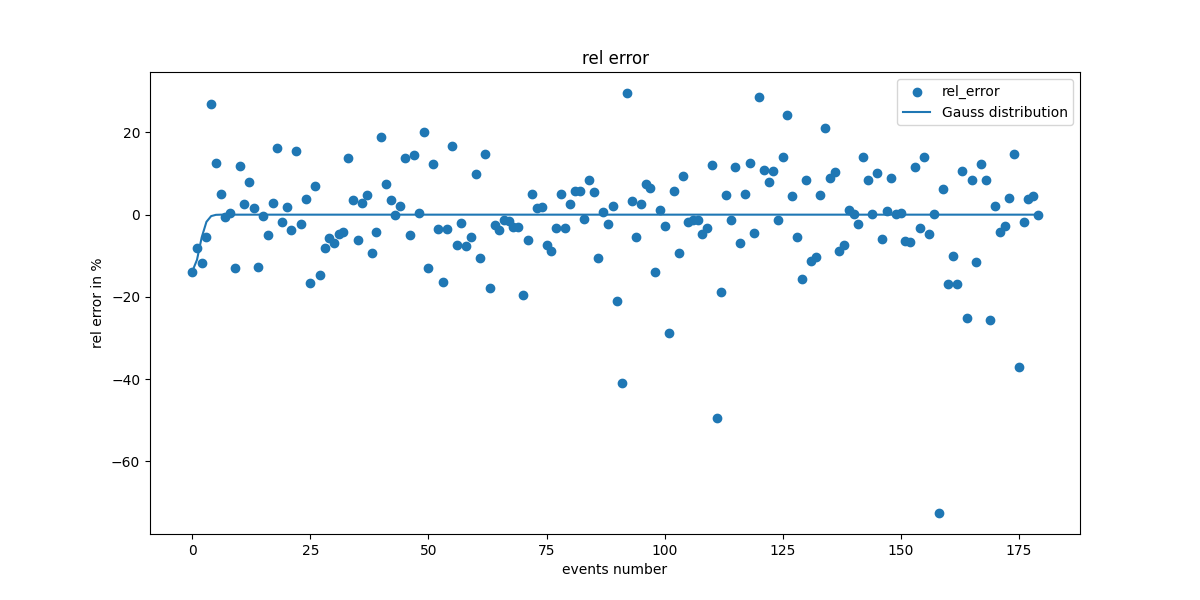 rel error
rel_error
Gauss distribution
20
0
−20
−40
−60
rel error in %
0 25 50 75 100 125 150 175
events number